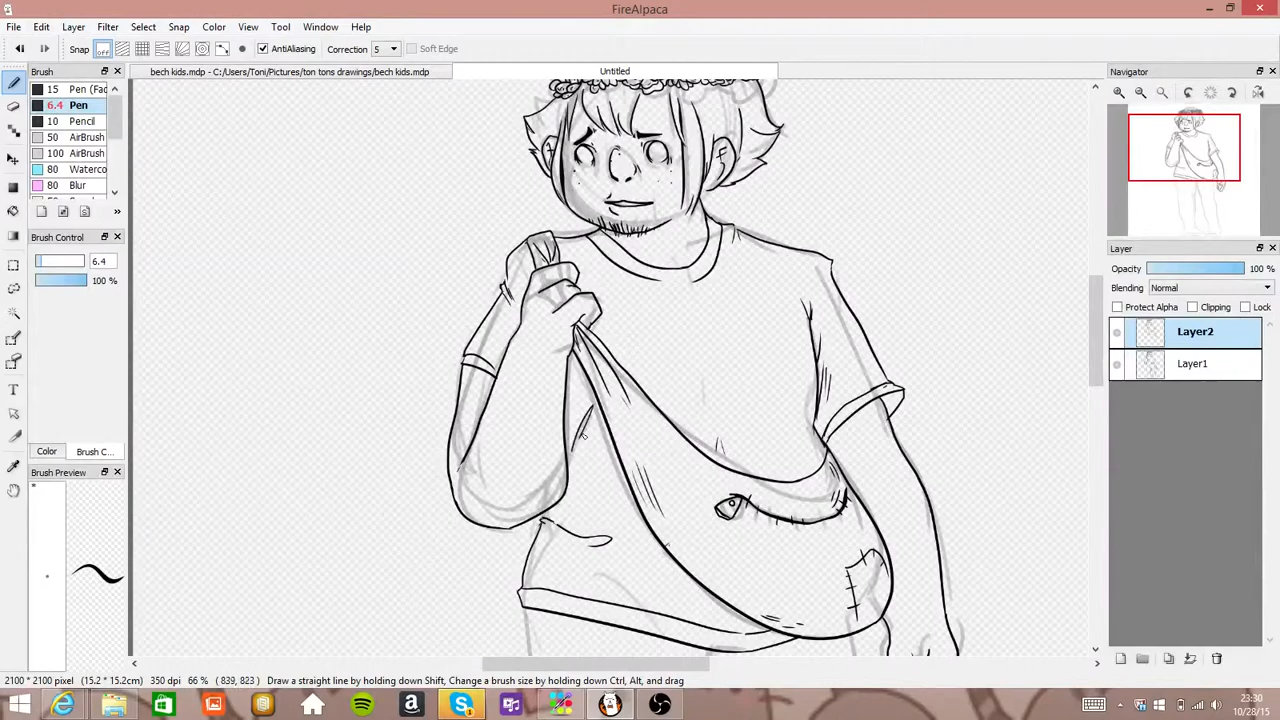 FireAlpaca
File Edit Layer Filter Select Snap View Tool Window Help
Snap off AntiAliasing Correction 5 Soft Edge
Brush
bech kids.mdp - C:/Users/Toni/Pictures/ton tons drawings/bech kids.mdp
Untitled
Navigator
15 Pen (Fad
6.4 Pen
10 Pencil
50 AirBrush
100 AirBrush
80 Waterco
80 Blur
Brush Control
6.4
100 %
Layer
Opacity 100 %
Blending Normal
Protect Alpha Clipping Lock
Layer2
Layer1
Color Brush C...
Brush Preview
2100 * 2100 pixel (15.2 * 15.2cm) 350 dpi 66 % ( 839, 823 ) Draw a straight line by holding down Shift, Change a brush size by holding down Ctrl, Alt, and drag
23:30
10/28/15